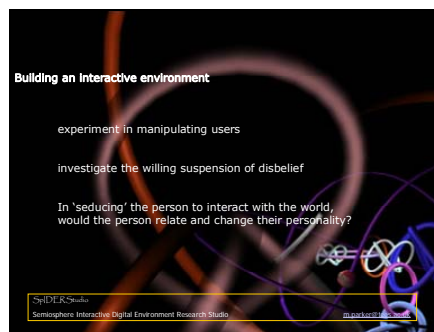 Building an interactive environment
experiment in manipulating users
investigate the willing suspension of disbelief
In ‘seducing’ the person to interact with the world,
would the person relate and change their personality?
SpIDERStudio
Semiosphere Interactive Digital Environment Research Studio